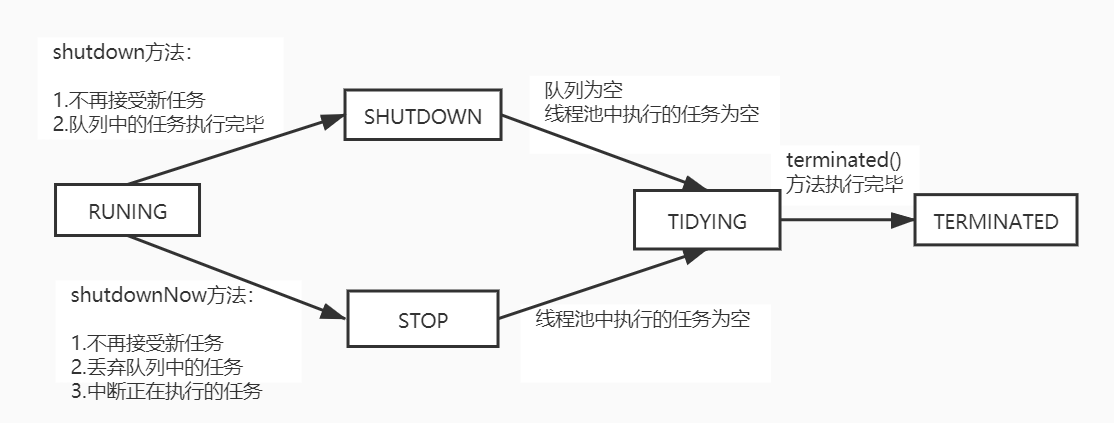 shutdown方法：
1.不再接受新任务
2.队列中的任务执行完毕
SHUTDOWN
队列为空
线程池中执行的任务为空
RUNING
TIDYING
terminated()
方法执行完毕
TERMINATED
shutdownNow方法：
1.不再接受新任务
2.丢弃队列中的任务
3.中断正在执行的任务
STOP
线程池中执行的任务为空